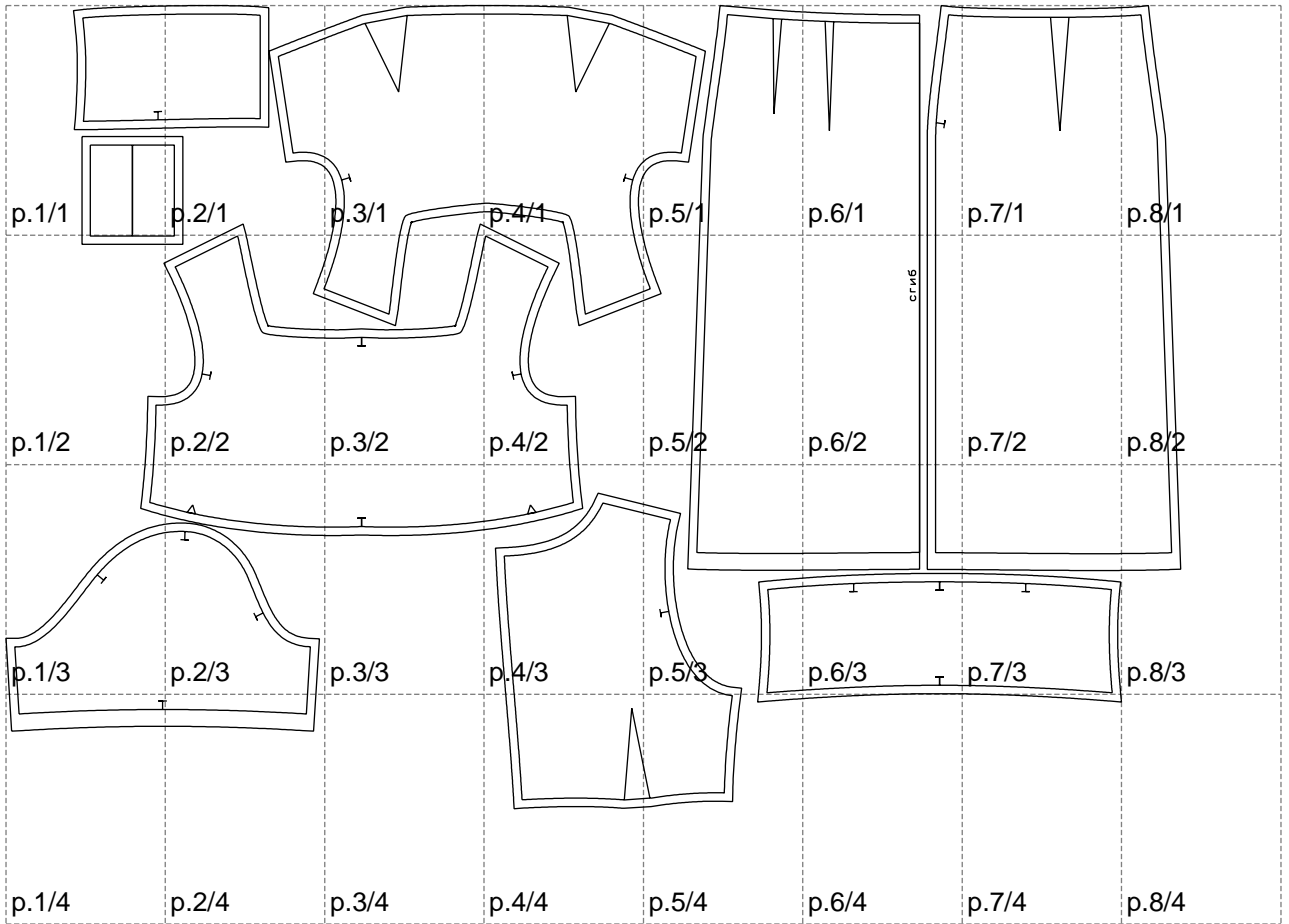 p.1/1 p.2/1 p.3/1 p.4/1 p.5/1 p.6/1 p.7/1 p.8/1
сгиб
p.1/2 p.2/2 p.3/2 p.4/2 p.5/2 p.6/2 p.7/2 p.8/2
p.1/3 p.2/3 p.3/3 p.4/3 p.5/3 p.6/3 p.7/3 p.8/3
p.1/4 p.2/4 p.3/4 p.4/4 p.5/4 p.6/4 p.7/4 p.8/4